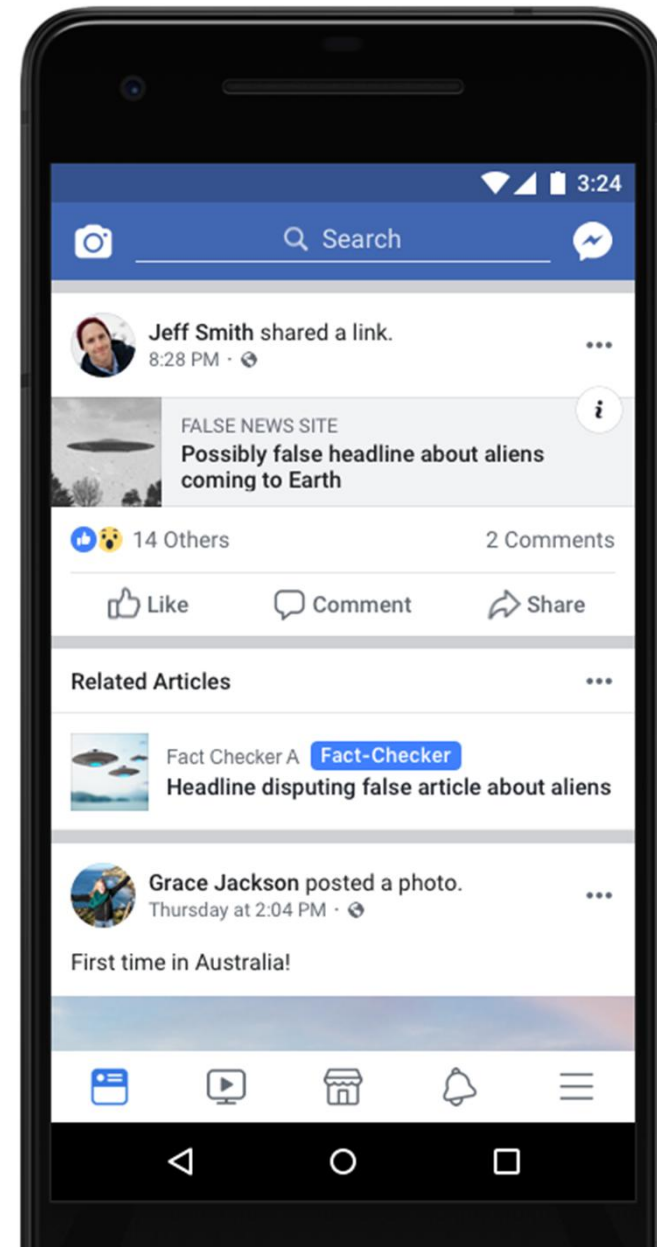 3:24
Search
Jeff Smith shared a link.
8:28 PM ·
i
FALSE NEWS SITE
Possibly false headline about aliens
coming to Earth
14 Others 2 Comments
Like Comment Share
Related Articles
Fact Checker A Fact-Checker
Headline disputing false article about aliens
Grace Jackson posted a photo.
Thursday at 2:04 PM ·
First time in Australia!